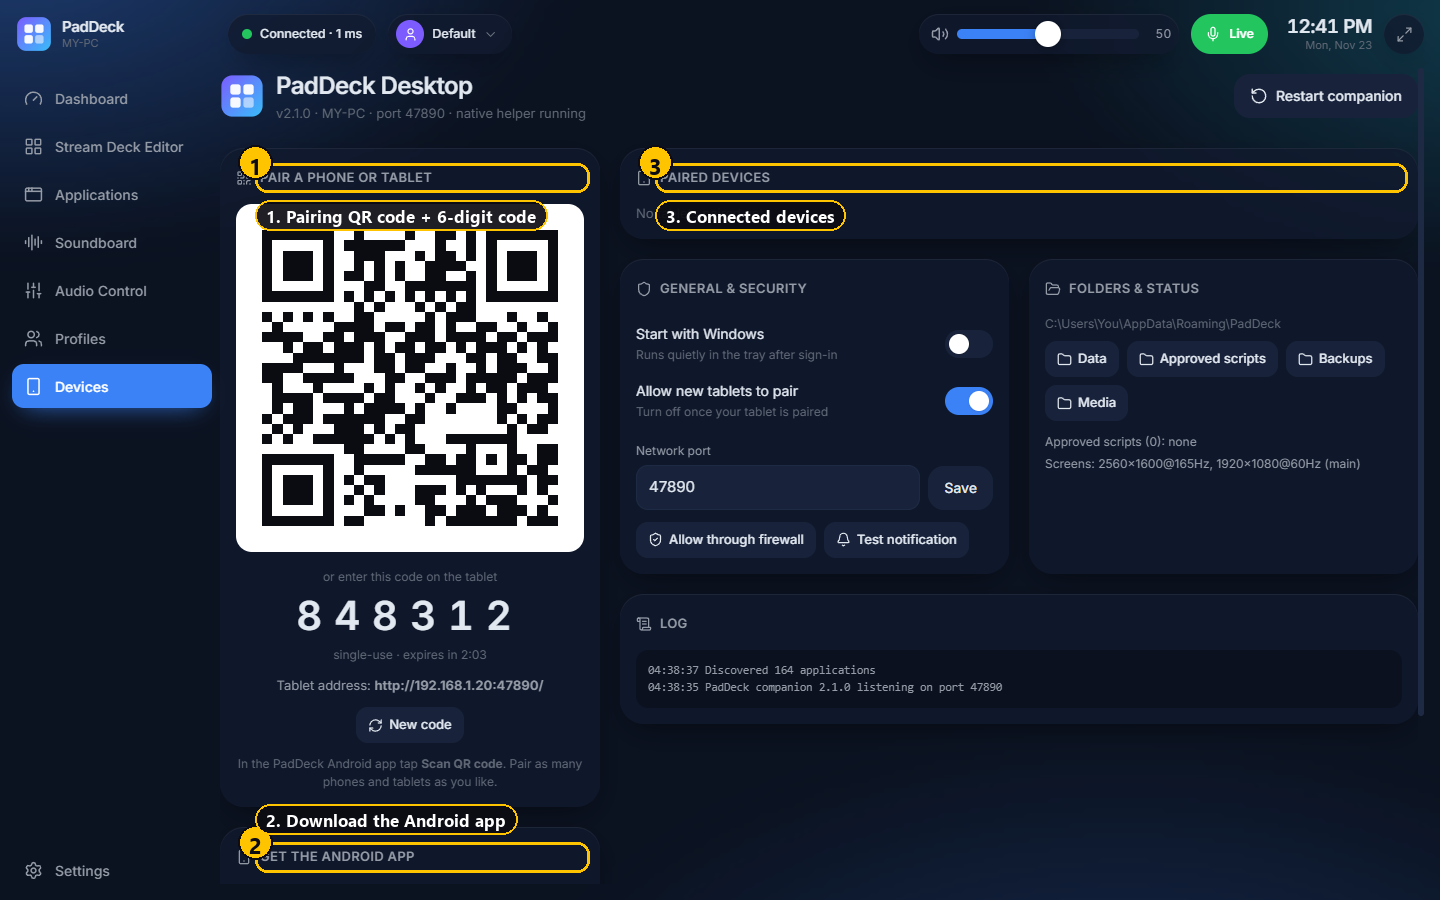 PadDeck
MY-PC
Connected · 1 ms
Default
50
Live
12:41 PM
Mon, Nov 23
Dashboard
Stream Deck Editor
Applications
Soundboard
Audio Control
Profiles
Devices
Settings
PadDeck Desktop
v2.1.0 · MY-PC · port 47890 · native helper running
Restart companion
1
PAIR A PHONE OR TABLET
1. Pairing QR code + 6-digit code
or enter this code on the tablet
848312
single-use · expires in 2:03
Tablet address: http://192.168.1.20:47890/
New code
In the PadDeck Android app tap Scan QR code. Pair as many
phones and tablets as you like.
2. Download the Android app
2
GET THE ANDROID APP
3
PAIRED DEVICES
No
3. Connected devices
GENERAL & SECURITY
Start with Windows
Runs quietly in the tray after sign-in
Allow new tablets to pair
Turn off once your tablet is paired
Network port
47890
Save
Allow through firewall
Test notification
FOLDERS & STATUS
C:\Users\You\AppData\Roaming\PadDeck
Data
Approved scripts
Backups
Media
Approved scripts (0): none
Screens: 2560×1600@165Hz, 1920×1080@60Hz (main)
LOG
04:38:37 Discovered 164 applications
04:38:35 PadDeck companion 2.1.0 listening on port 47890